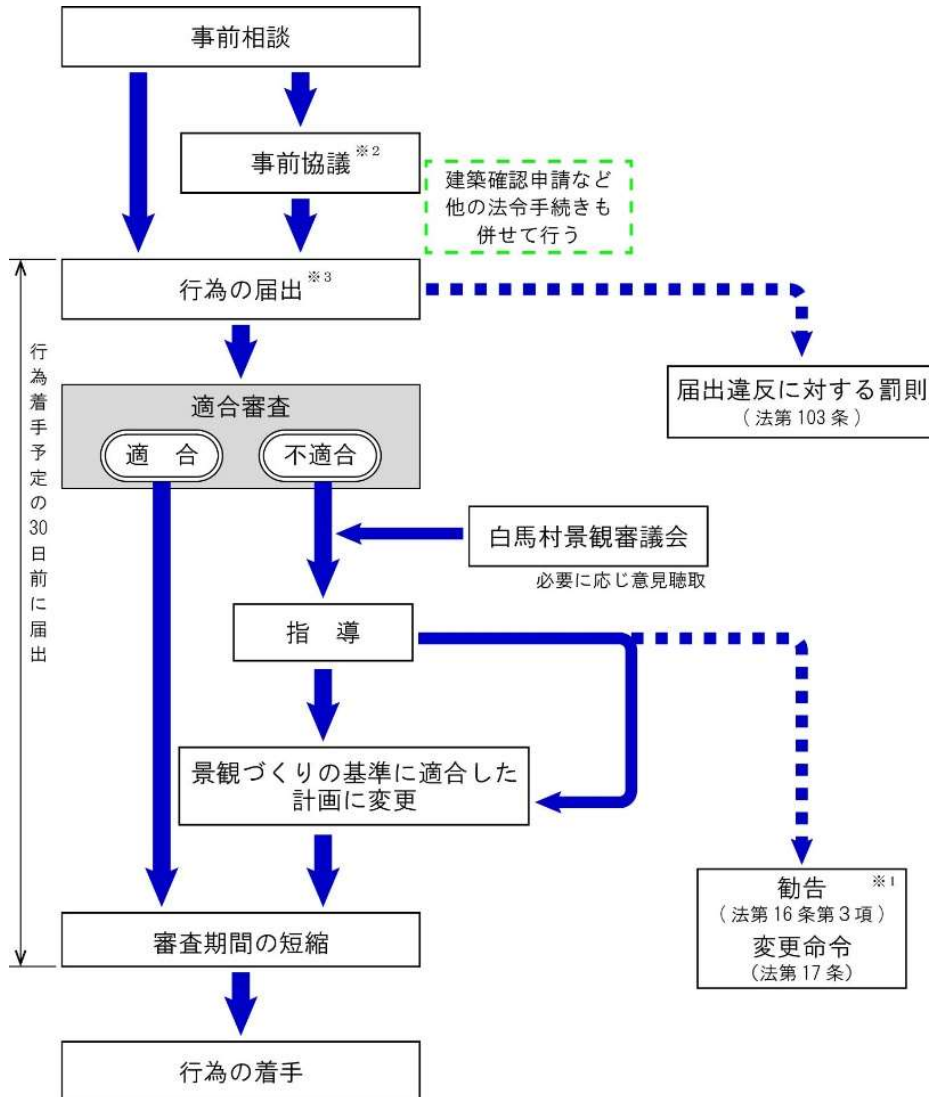 事前相談
事前協議※2
建築確認申請など
他の法令手続きも
併せて行う
行為の届出※3
行為着手予定の30日前に届出
届出違反に対する罰則
（法第103条）
適合審査
適　合
不適合
白馬村景観審議会
必要に応じ意見聴取
指　導
景観づくりの基準に適合した
計画に変更
勧告※1
（法第16条第3項）
変更命令
（法第17条）
審査期間の短縮
行為の着手